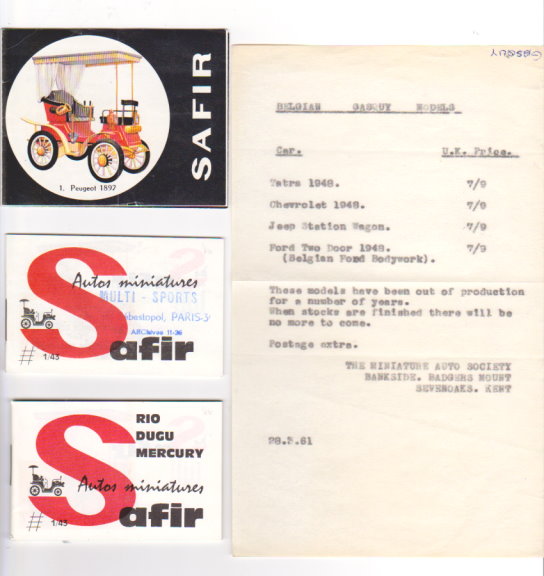 SAFIR
1. Peugeot 1892
Autos miniatures
MULTI - SPORTS
PARIS-3e
ARChives 11-36
Safir
# 1/43
RIO
DUGU
MERCURY
Autos miniatures
Safir
# 1/43
BELGIAN GASQUY MODELS
Car. U.K. Price.
Tatra 1948. 7/9
Chevrolet 1948. 7/9
Jeep Station Wagon. 7/9
Ford Two Door 1948. 7/9
(Belgian Ford Bodywork).
These models have been out of production
for a number of years.
When stocks are finished there will be
no more to come.
Postage extra.
THE MINIATURE AUTO SOCIETY
BANKSIDE. BADGERS MOUNT
SEVENOAKS. KENT
28.3.61